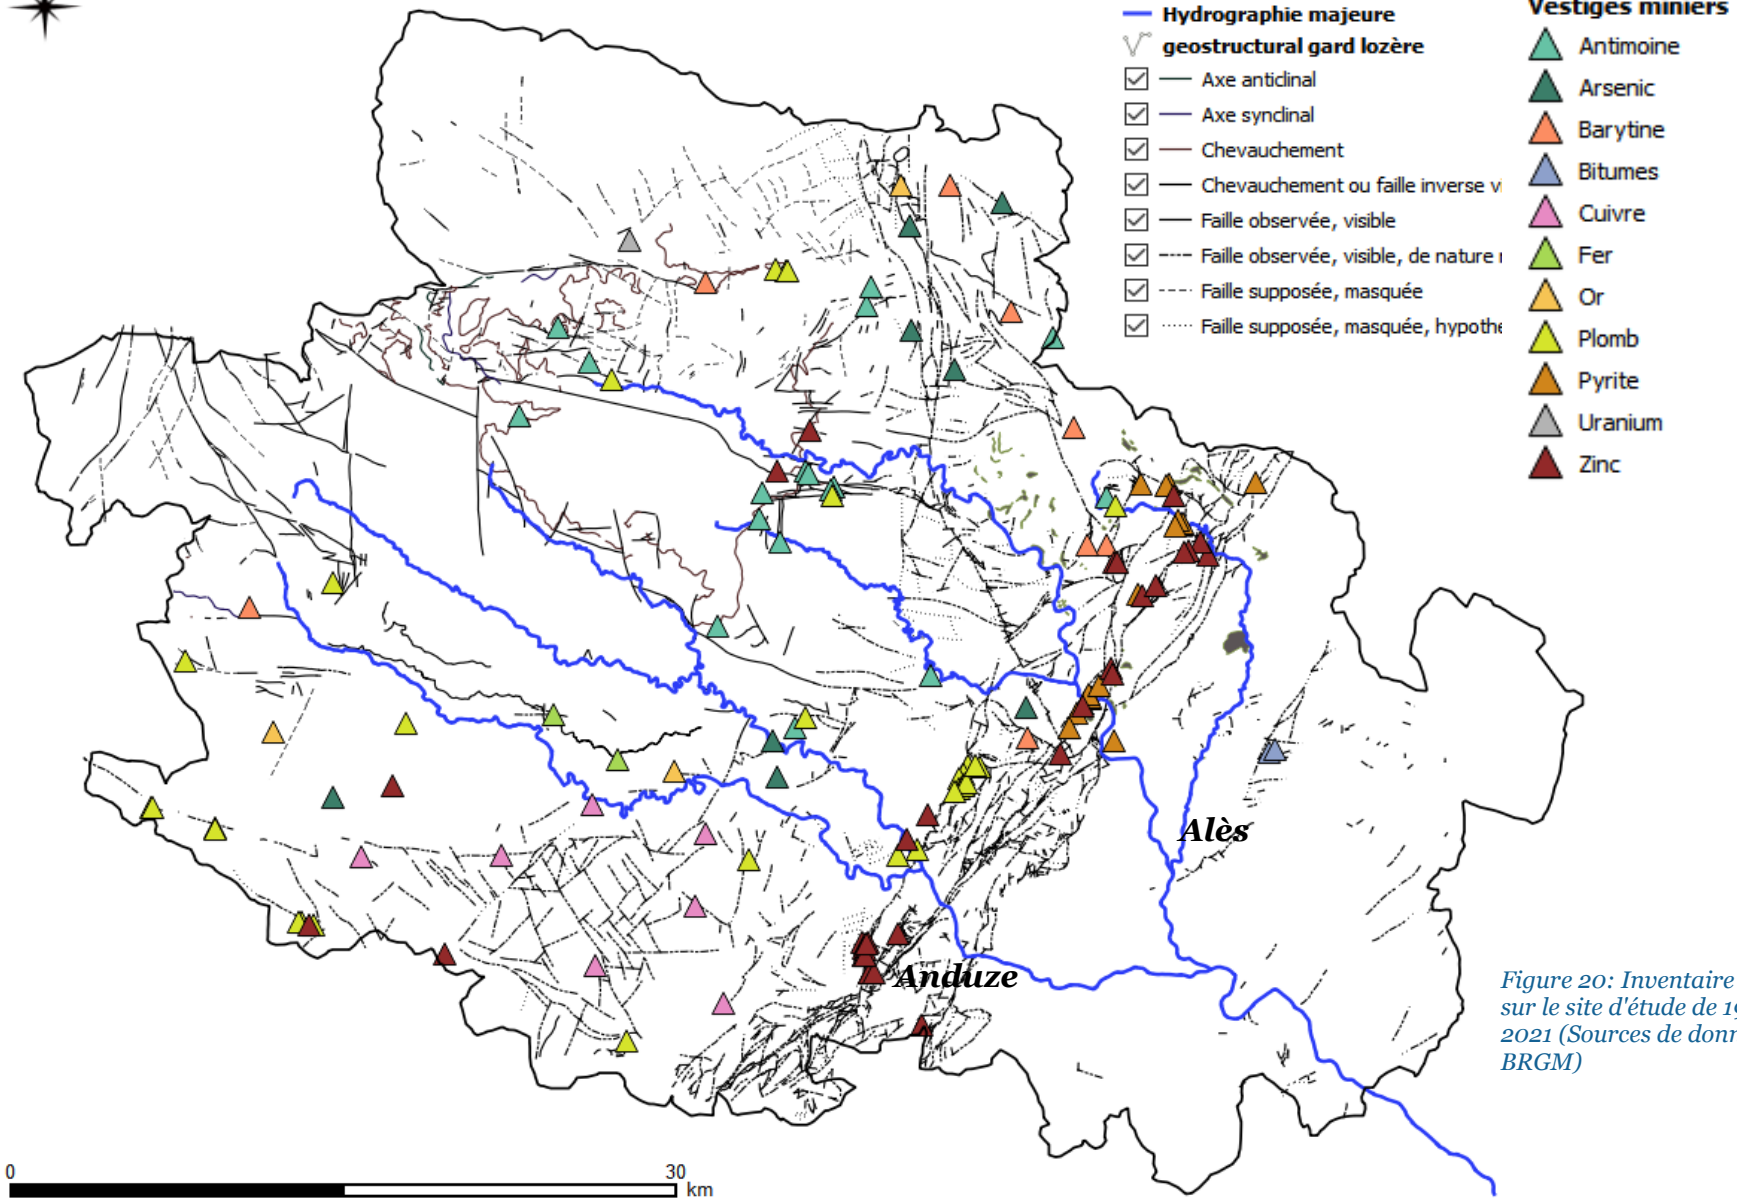 Hydrographie majeure
geostructural gard lozère
Axe anticlinal
Axe synclinal
Chevauchement
Chevauchement ou faille inverse vi
Faille observée, visible
Faille observée, visible, de nature
Faille supposée, masquée
Faille supposée, masquée, hypothe
Vestiges miniers
Antimoine
Arsenic
Barytine
Bitumes
Cuivre
Fer
Or
Plomb
Pyrite
Uranium
Zinc
Alès
Anduze
Figure 20: Inventaire
sur le site d'étude de 19
2021 (Sources de donn
BRGM)
0
30
km